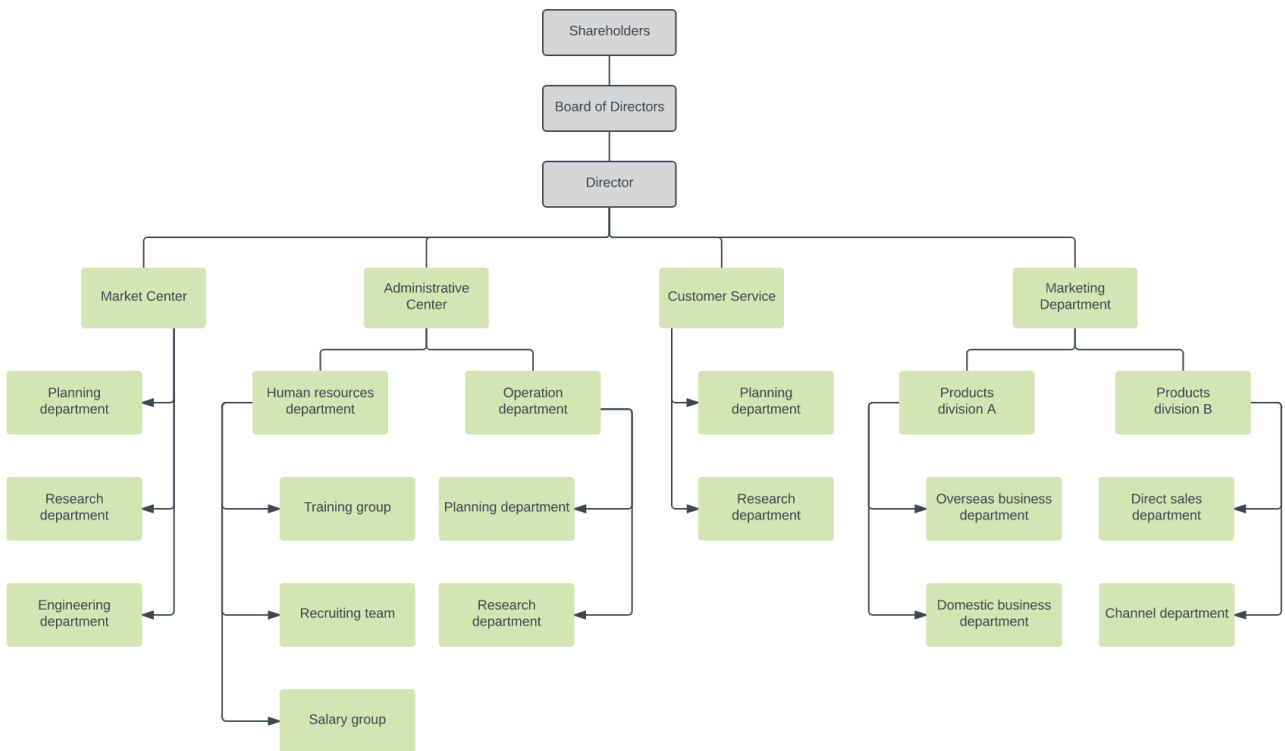 Shareholders
Board of Directors
Director
Market Center
Administrative
Center
Customer Service
Marketing
Department
Planning
department
Human resources
department
Operation
department
Planning
department
Products
division A
Products
division B
Research
department
Training group
Planning department
Research
department
Overseas business
department
Direct sales
department
Engineering
department
Recruiting team
Research
department
Domestic business
department
Channel department
Salary group